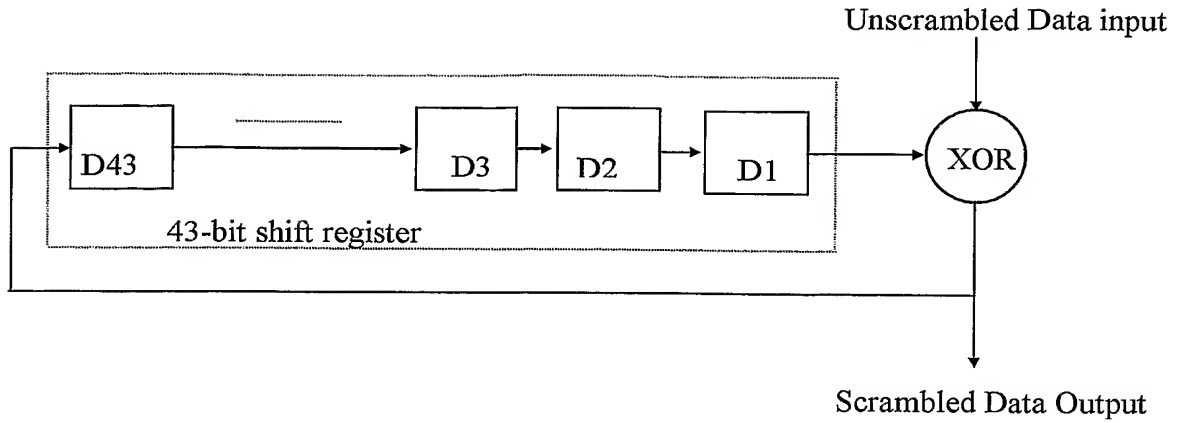 Unscrambled Data input
D43
D3
D2
D1
XOR
43-bit shift register
Scrambled Data Output